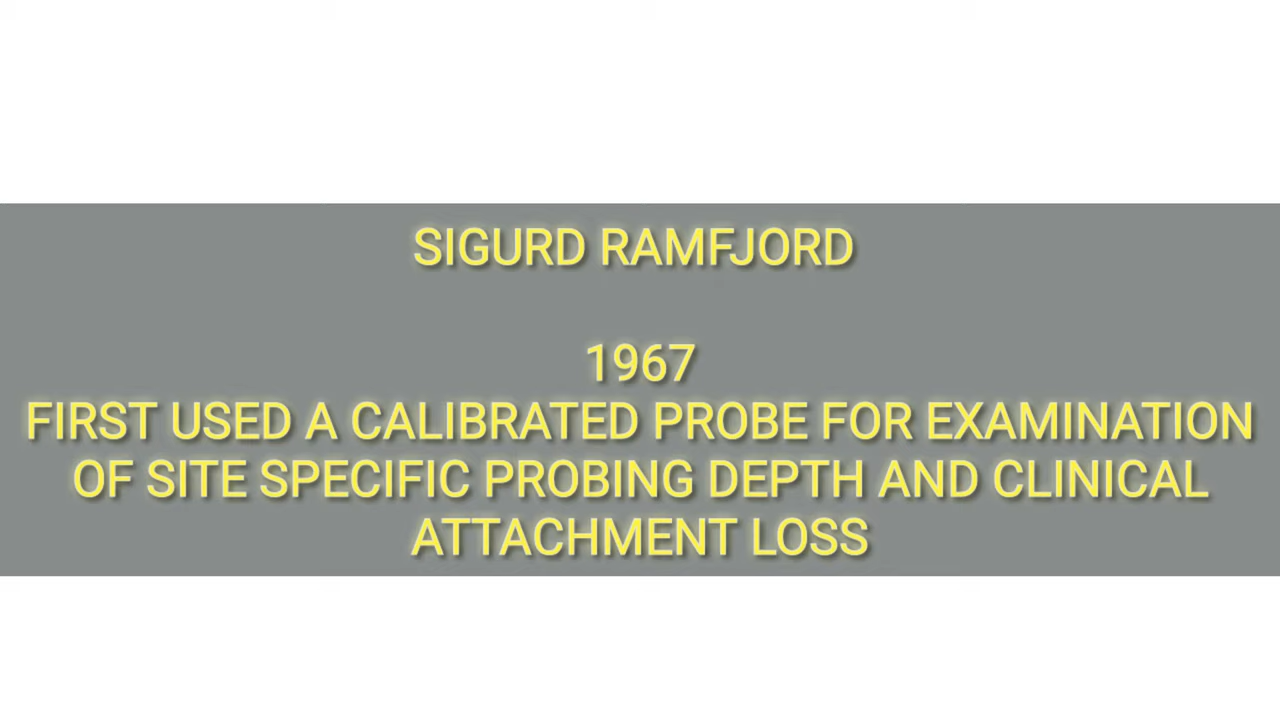 SIGURD RAMFJORD
1967
FIRST USED A CALIBRATED PROBE FOR EXAMINATION
OF SITE SPECIFIC PROBING DEPTH AND CLINICAL
ATTACHMENT LOSS